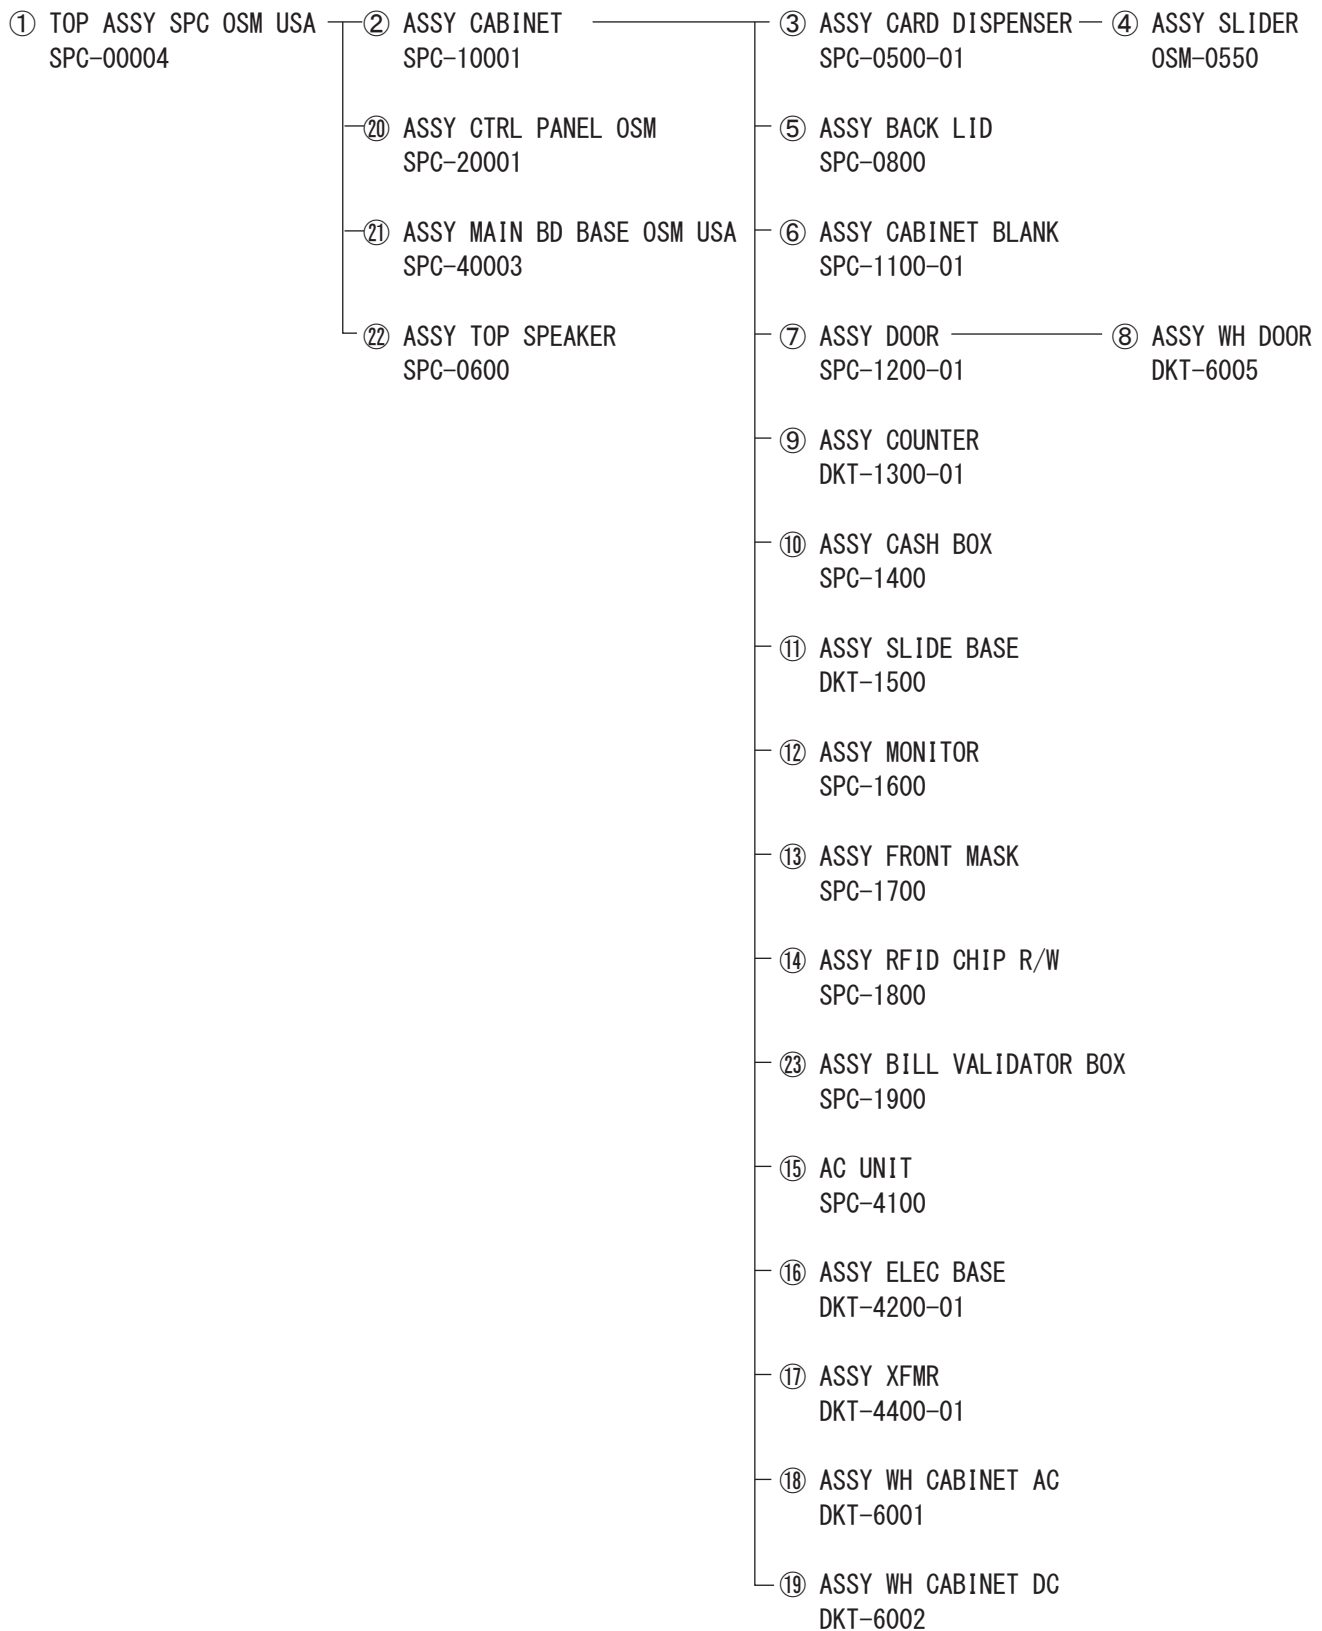 ① TOP ASSY SPC OSM USA
SPC-00004
② ASSY CABINET
SPC-10001
③ ASSY CARD DISPENSER
SPC-0500-01
④ ASSY SLIDER
OSM-0550
⑤ ASSY BACK LID
SPC-0800
⑥ ASSY CABINET BLANK
SPC-1100-01
⑦ ASSY DOOR
SPC-1200-01
⑧ ASSY WH DOOR
DKT-6005
⑨ ASSY COUNTER
DKT-1300-01
⑩ ASSY CASH BOX
SPC-1400
⑪ ASSY SLIDE BASE
DKT-1500
⑫ ASSY MONITOR
SPC-1600
⑬ ASSY FRONT MASK
SPC-1700
⑭ ASSY RFID CHIP R/W
SPC-1800
㉓ ASSY BILL VALIDATOR BOX
SPC-1900
⑮ AC UNIT
SPC-4100
⑯ ASSY ELEC BASE
DKT-4200-01
⑰ ASSY XFMR
DKT-4400-01
⑱ ASSY WH CABINET AC
DKT-6001
⑲ ASSY WH CABINET DC
DKT-6002
⑳ ASSY CTRL PANEL OSM
SPC-20001
㉑ ASSY MAIN BD BASE OSM USA
SPC-40003
㉒ ASSY TOP SPEAKER
SPC-0600